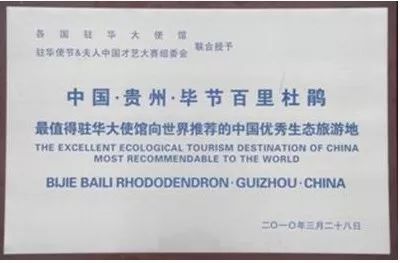 各国驻华大使馆
驻华使节&夫人中国才艺大赛组委会
联合授予
中国·贵州·毕节百里杜鹃
最值得驻华大使馆向世界推荐的中国优秀生态旅游地
THE EXCELLENT ECOLOGICAL TOURISM DESTINATION OF CHINA
MOST RECOMMENDABLE TO THE WORLD
BIJIE BAILI RHODODENDRON·GUIZHOU·CHINA
二〇一〇年三月二十八日